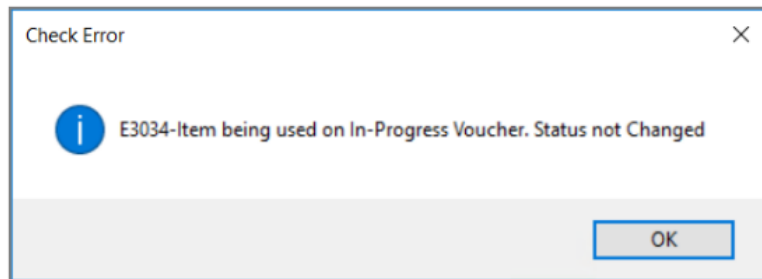 Check Error
E3034-Item being used on In-Progress Voucher. Status not Changed
OK